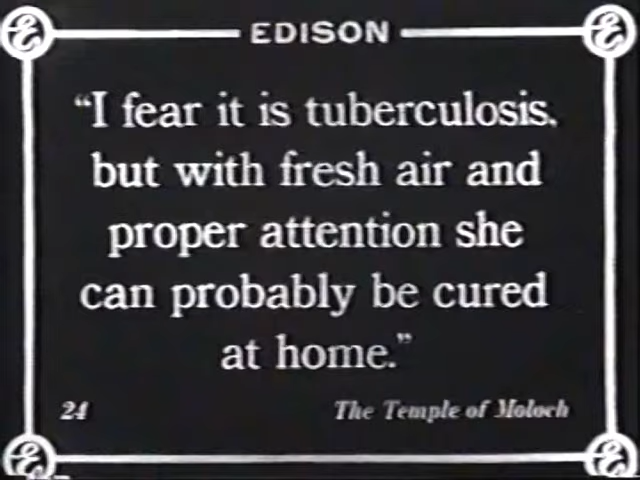 EDISON
“I fear it is tuberculosis,
but with fresh air and
proper attention she
can probably be cured
at home.”
24 The Temple of Moloch